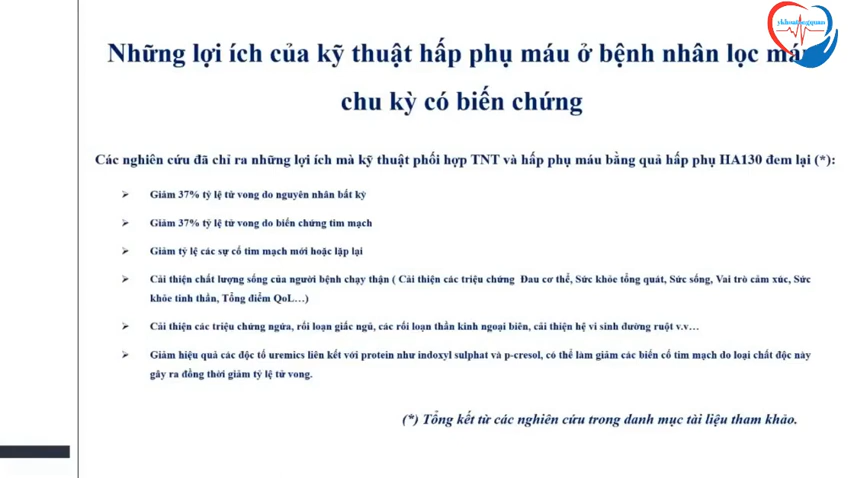 ykhoatongquan
Những lợi ích của kỹ thuật hấp phụ máu ở bệnh nhân lọc máu
chu kỳ có biến chứng
Các nghiên cứu đã chỉ ra những lợi ích mà kỹ thuật phối hợp TNT và hấp phụ máu bằng quả hấp phụ HA130 đem lại (*):
➤ Giảm 37% tỷ lệ tử vong do nguyên nhân bất kỳ
➤ Giảm 37% tỷ lệ tử vong do biến chứng tim mạch
➤ Giảm tỷ lệ các sự cố tim mạch mới hoặc lặp lại
➤ Cải thiện chất lượng sống của người bệnh chạy thận ( Cải thiện các triệu chứng Đau cơ thể, Sức khỏe tổng quát, Sức sống, Vai trò cảm xúc, Sức
khỏe tinh thần, Tổng điểm QoL…)
➤ Cải thiện các triệu chứng ngứa, rối loạn giấc ngủ, các rối loạn thần kinh ngoại biên, cải thiện hệ vi sinh đường ruột v.v…
➤ Giảm hiệu quả các độc tố uremics liên kết với protein như indoxyl sulphat và p-cresol, có thể làm giảm các biến cố tim mạch do loại chất độc này
gây ra đồng thời giảm tỷ lệ tử vong.
(*) Tổng kết từ các nghiên cứu trong danh mục tài liệu tham khảo.